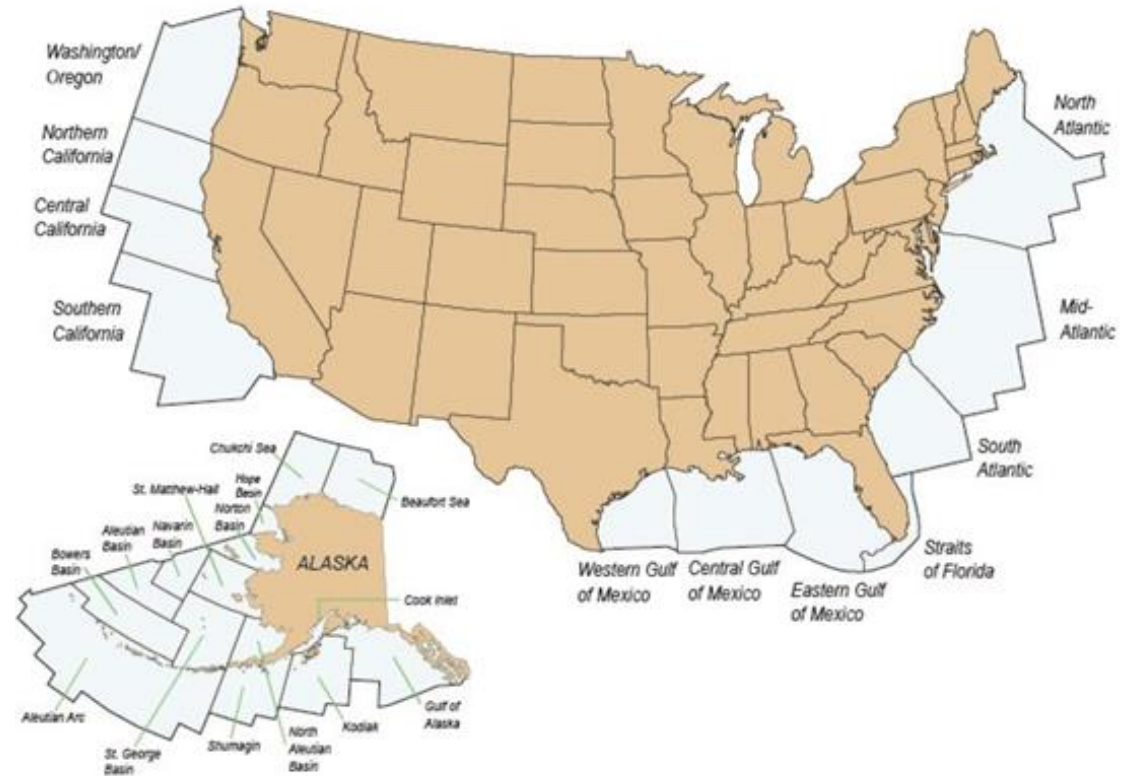 Washington/
Oregon
Northern
California
Central
California
Southern
California
North
Atlantic
Mid-
Atlantic
South
Atlantic
Straits
of Florida
Eastern Gulf
of Mexico
Central Gulf
of Mexico
Western Gulf
of Mexico
Chukchi Sea
Beaufort Sea
Hope
Basin
St. Matthew-Hall
Norton
Basin
Navarin
Basin
Aleutian
Basin
Bowers
Basin
ALASKA
Cook Inlet
Aleutian Arc
St. George
Basin
Shumagin
North
Aleutian
Basin
Kodiak
Gulf of
Alaska